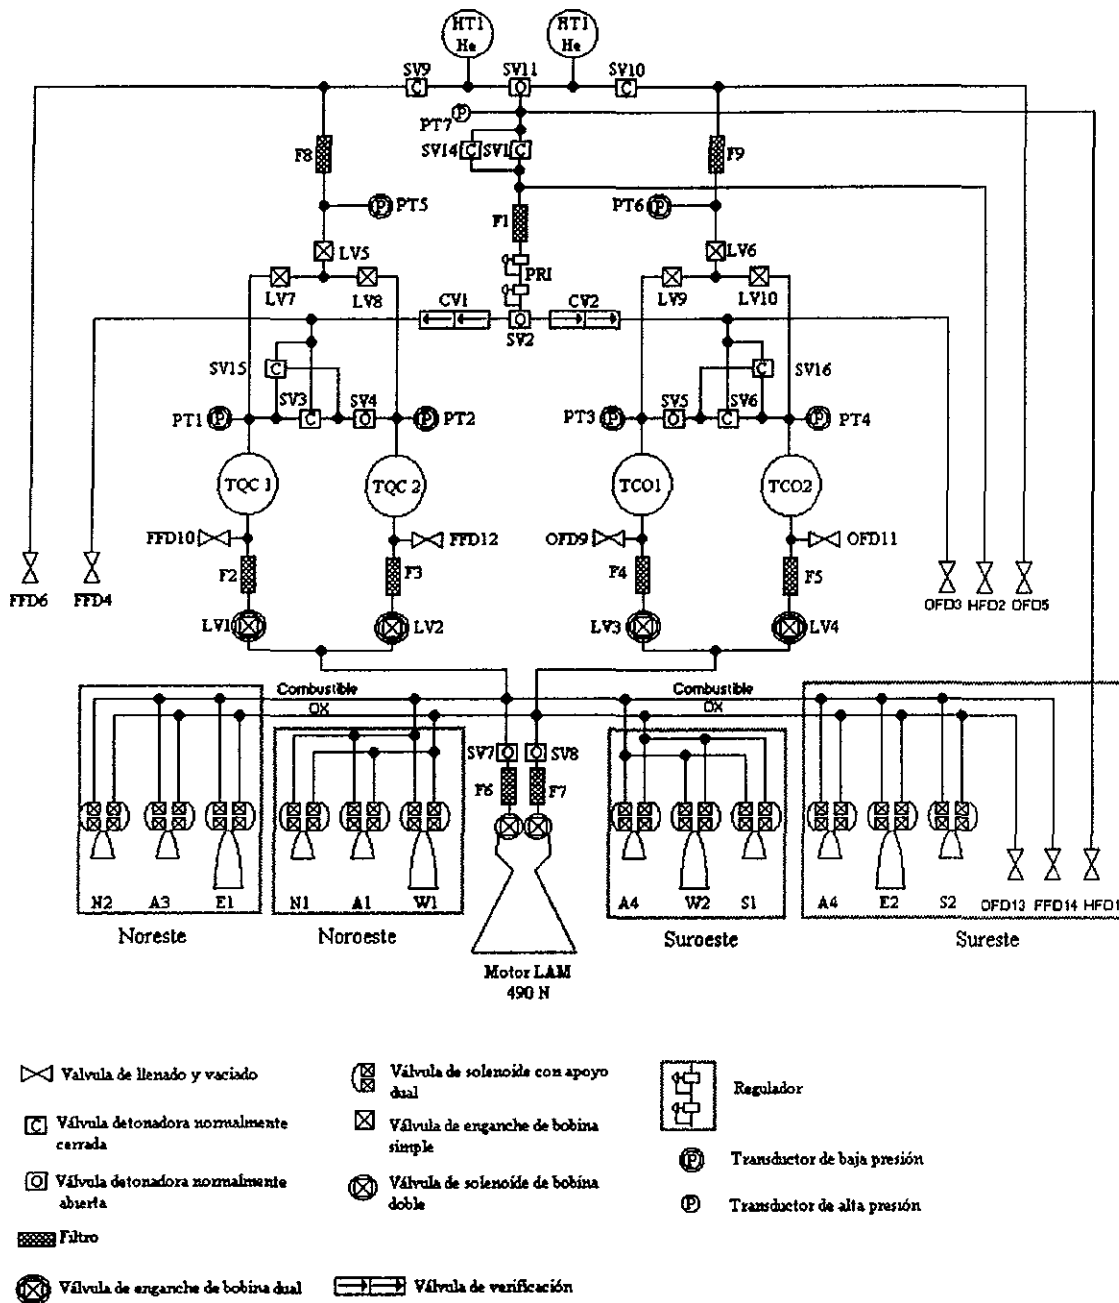 HT1 HT1
He He
SV9 SV11 SV10
PT7
SV14 SV1
F8 F9
PT5 PT6
F1
LV5 LV6
PRI
LV7 LV8 LV9 LV10
CV1 CV2
SV2
SV15 SV16
SV3 SV4 SV5 SV6
PT1 PT2 PT3 PT4
TQC 1 TQC 2 TCO1 TCO2
FFD10 FFD12 OFD9 OFD11
F2 F3 F4 F5
FFD6 FFD4 OFD3 HFD2 OFD5
LV1 LV2 LV3 LV4
Combustible Combustible
OX OX
SV7 SV8
F6 F7
N2 A3 E1 N1 A1 W1 A4 W2 S1 A4 E2 S2 OFD13 FFD14 HFD1
Noreste Noroeste Suroeste Sureste
Motor LAM
490 N
Valvula de llenado y vaciado
Válvula detonadora normalmente
cerrada
Válvula detonadora normalmente
abierta
Filtro
Válvula de enganche de bobina dual
Válvula de solenoide con apoyo
dual
Válvula de enganche de bobina
simple
Válvula de solenoide de bobina
doble
Válvula de verificación
Regulador
Transductor de baja presión
Transductor de alta presión